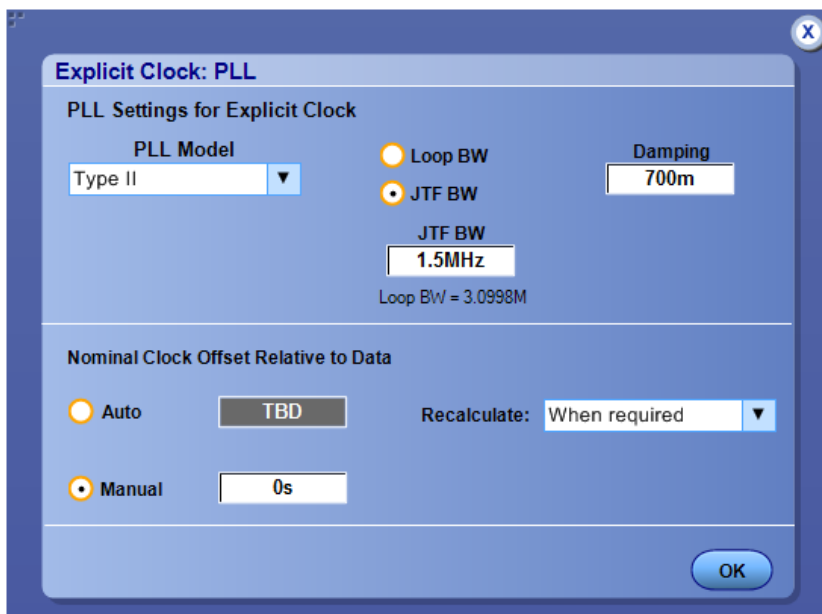 X
Explicit Clock: PLL
PLL Settings for Explicit Clock
PLL Model
Type II
Loop BW
JTF BW
Damping
700m
JTF BW
1.5MHz
Loop BW = 3.0998M
Nominal Clock Offset Relative to Data
Auto
TBD
Recalculate:
When required
Manual
0s
OK